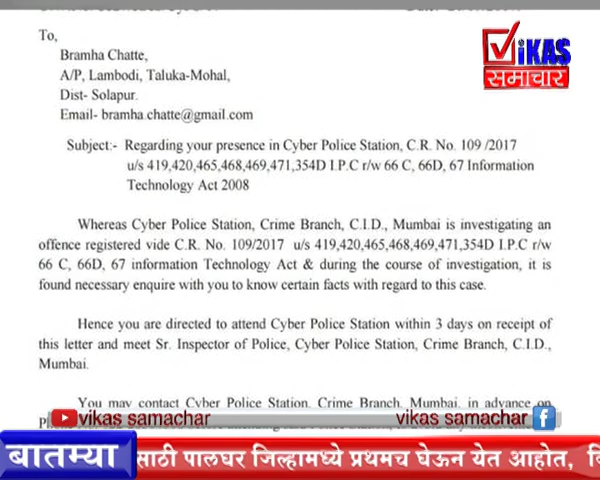 To,
Bramha Chatte,
A/P, Lambodi, Taluka-Mohal,
Dist- Solapur.
Email- bramha.chatte@gmail.com
ViKAS
समाचार
Subject:- Regarding your presence in Cyber Police Station, C.R. No. 109 /2017
u/s 419,420,465,468,469,471,354D I.P.C r/w 66 C, 66D, 67 Information
Technology Act 2008
Whereas Cyber Police Station, Crime Branch, C.I.D., Mumbai is investigating an
offence registered vide C.R. No. 109/2017 u/s 419,420,465,468,469,471,354D I.P.C r/w
66 C, 66D, 67 information Technology Act & during the course of investigation, it is
found necessary enquire with you to know certain facts with regard to this case.
Hence you are directed to attend Cyber Police Station within 3 days on receipt of
this letter and meet Sr. Inspector of Police, Cyber Police Station, Crime Branch, C.I.D.,
Mumbai.
You may contact Cyber Police Station, Crime Branch, Mumbai, in advance on
vikas samachar
vikas samachar f
बातम्या
साठी पालघर जिल्हामध्ये प्रथमच घेऊन येत आहोत,